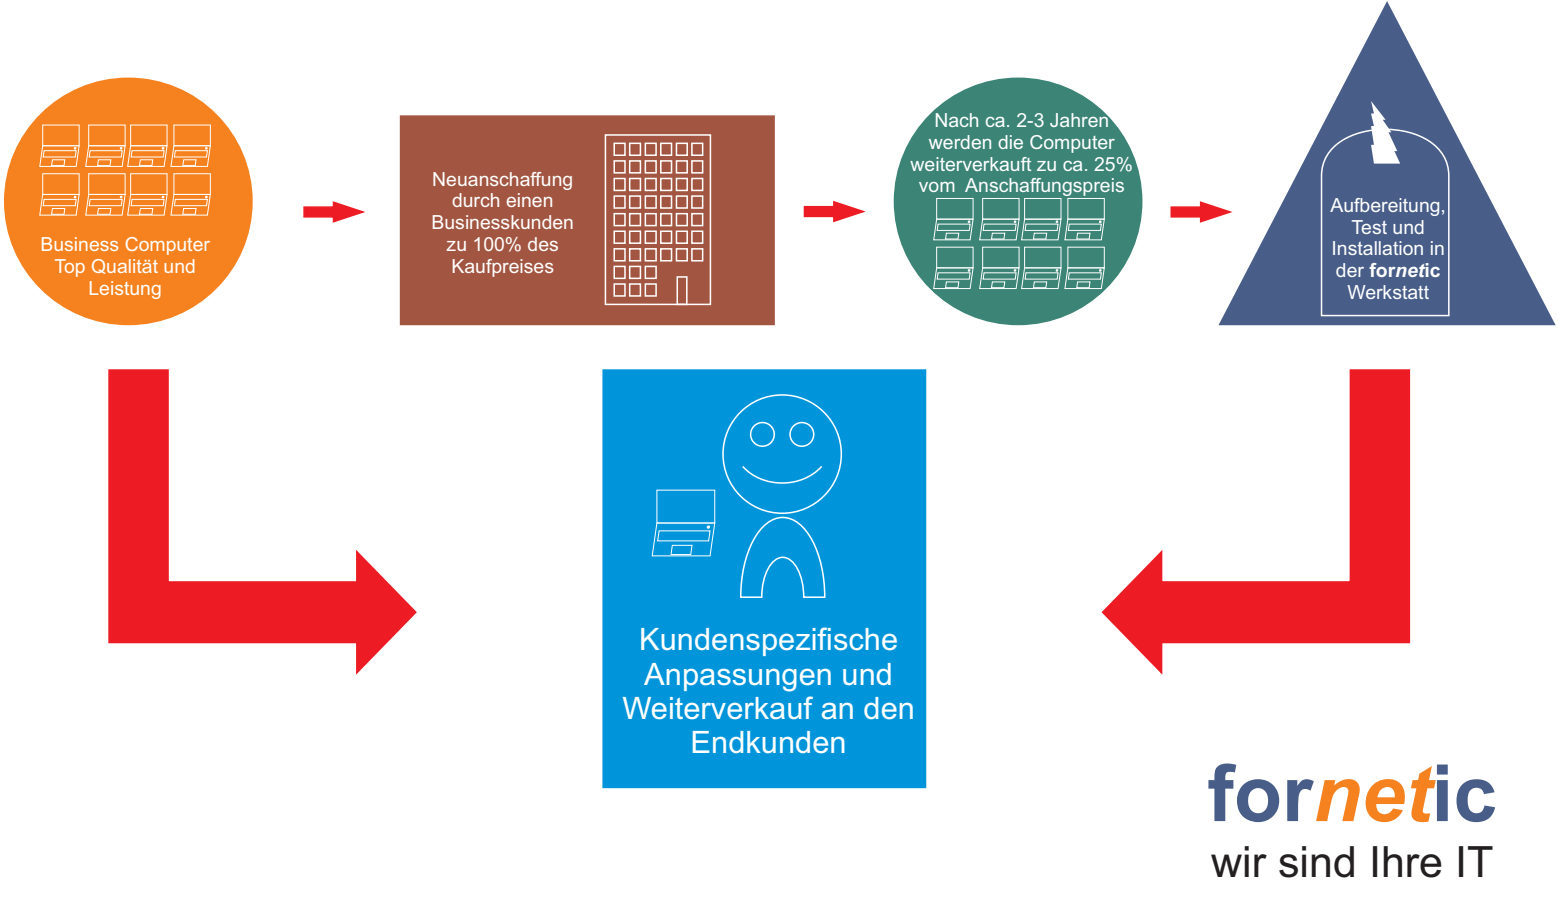 Business Computer
Top Qualität und
Leistung
Neuanschaffung
durch einen
Businesskunden
zu 100% des
Kaufpreises
Nach ca. 2-3 Jahren
werden die Computer
weiterverkauft zu ca. 25%
vom Anschaffungspreis
Aufbereitung,
Test und
Installation in
der fornetic
Werkstatt
Kundenspezifische
Anpassungen und
Weiterverkauf an den
Endkunden
fornetic
wir sind Ihre IT